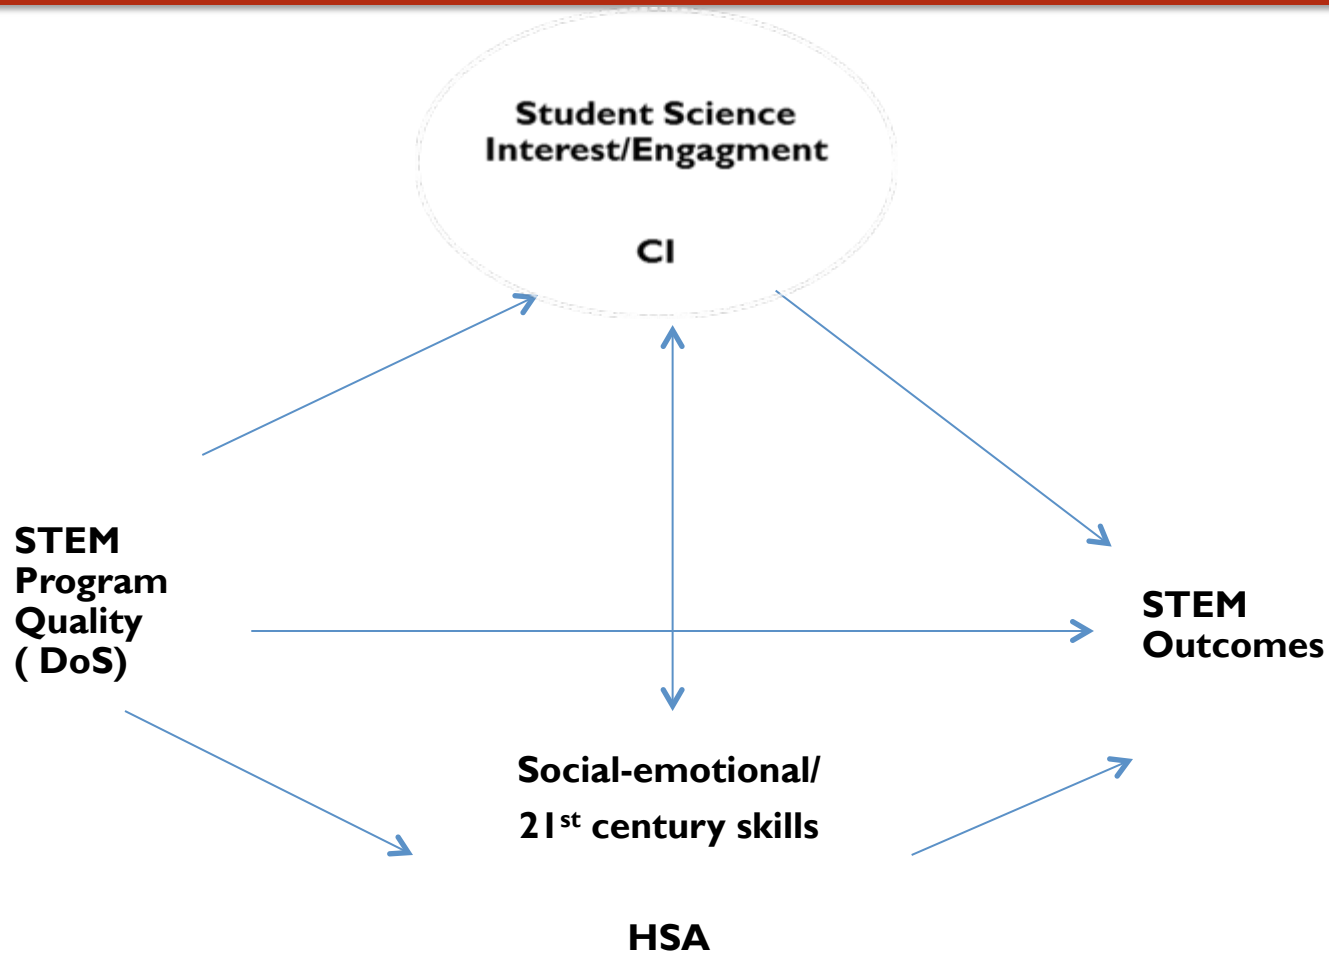 Student Science
Interest/Engagment
CI
STEM
Program
Quality
( DoS)
STEM
Outcomes
Social-emotional/
21st century skills
HSA